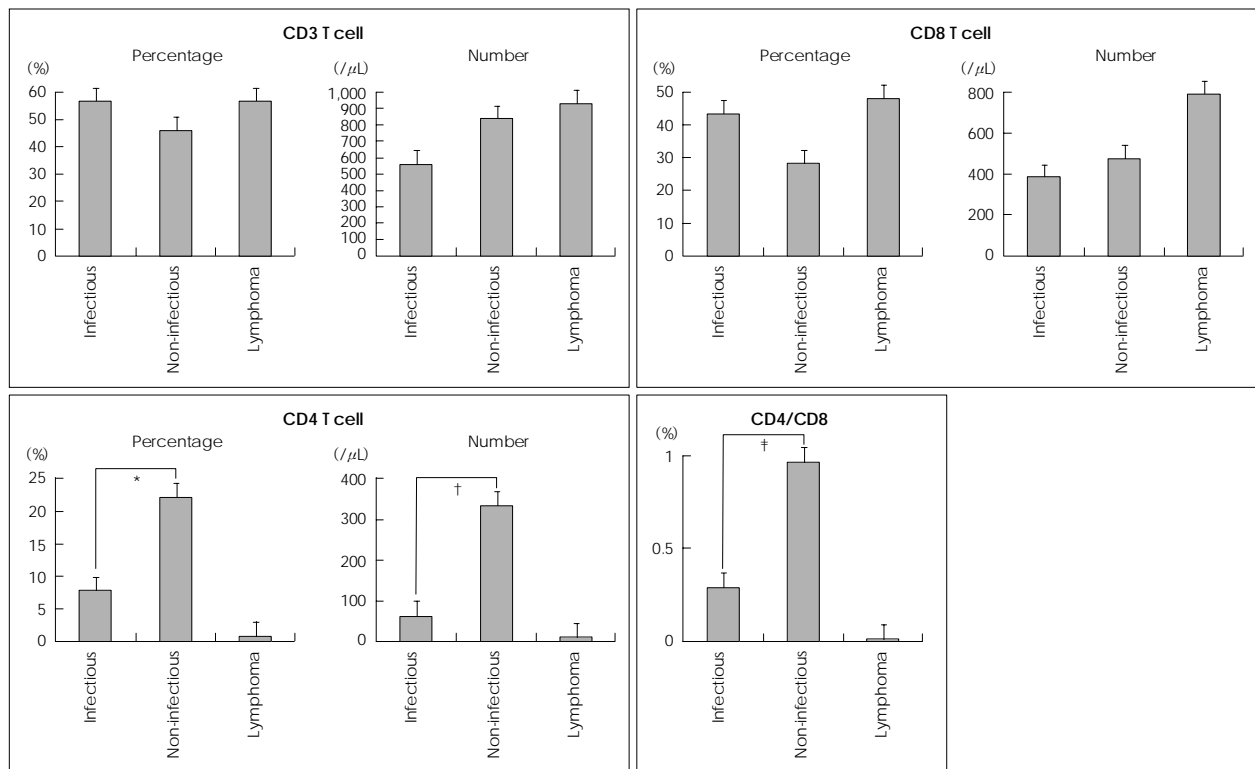 CD3 T cell
Percentage
Number
(%)
(/μL)
60
50
40
30
20
10
0
1,000
900
800
700
600
500
400
300
200
100
0
Infectious
Non-infectious
Lymphoma
Infectious
Non-infectious
Lymphoma
CD8 T cell
Percentage
Number
(%)
(/μL)
50
40
30
20
10
0
800
600
400
200
0
Infectious
Non-infectious
Lymphoma
Infectious
Non-infectious
Lymphoma
CD4 T cell
Percentage
Number
(%)
(/μL)
25
20
15
10
5
0
*
400
300
200
100
0
†
Infectious
Non-infectious
Lymphoma
Infectious
Non-infectious
Lymphoma
CD4/CD8
(%)
1
0.5
0
‡
Infectious
Non-infectious
Lymphoma